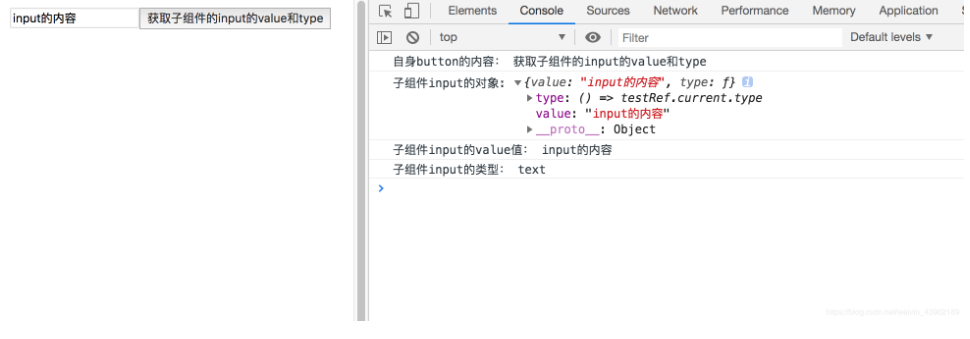 input的内容 获取子组件的input的value和type
Elements Console Sources Network Performance Memory Application
top Filter Default levels ▼
自身button的内容： 获取子组件的input的value和type
子组件input的对象: ▼{value: "input的内容", type: ƒ} i
▶type: () => testRef.current.type
value: "input的内容"
▶__proto__: Object
子组件input的value值： input的内容
子组件input的类型： text